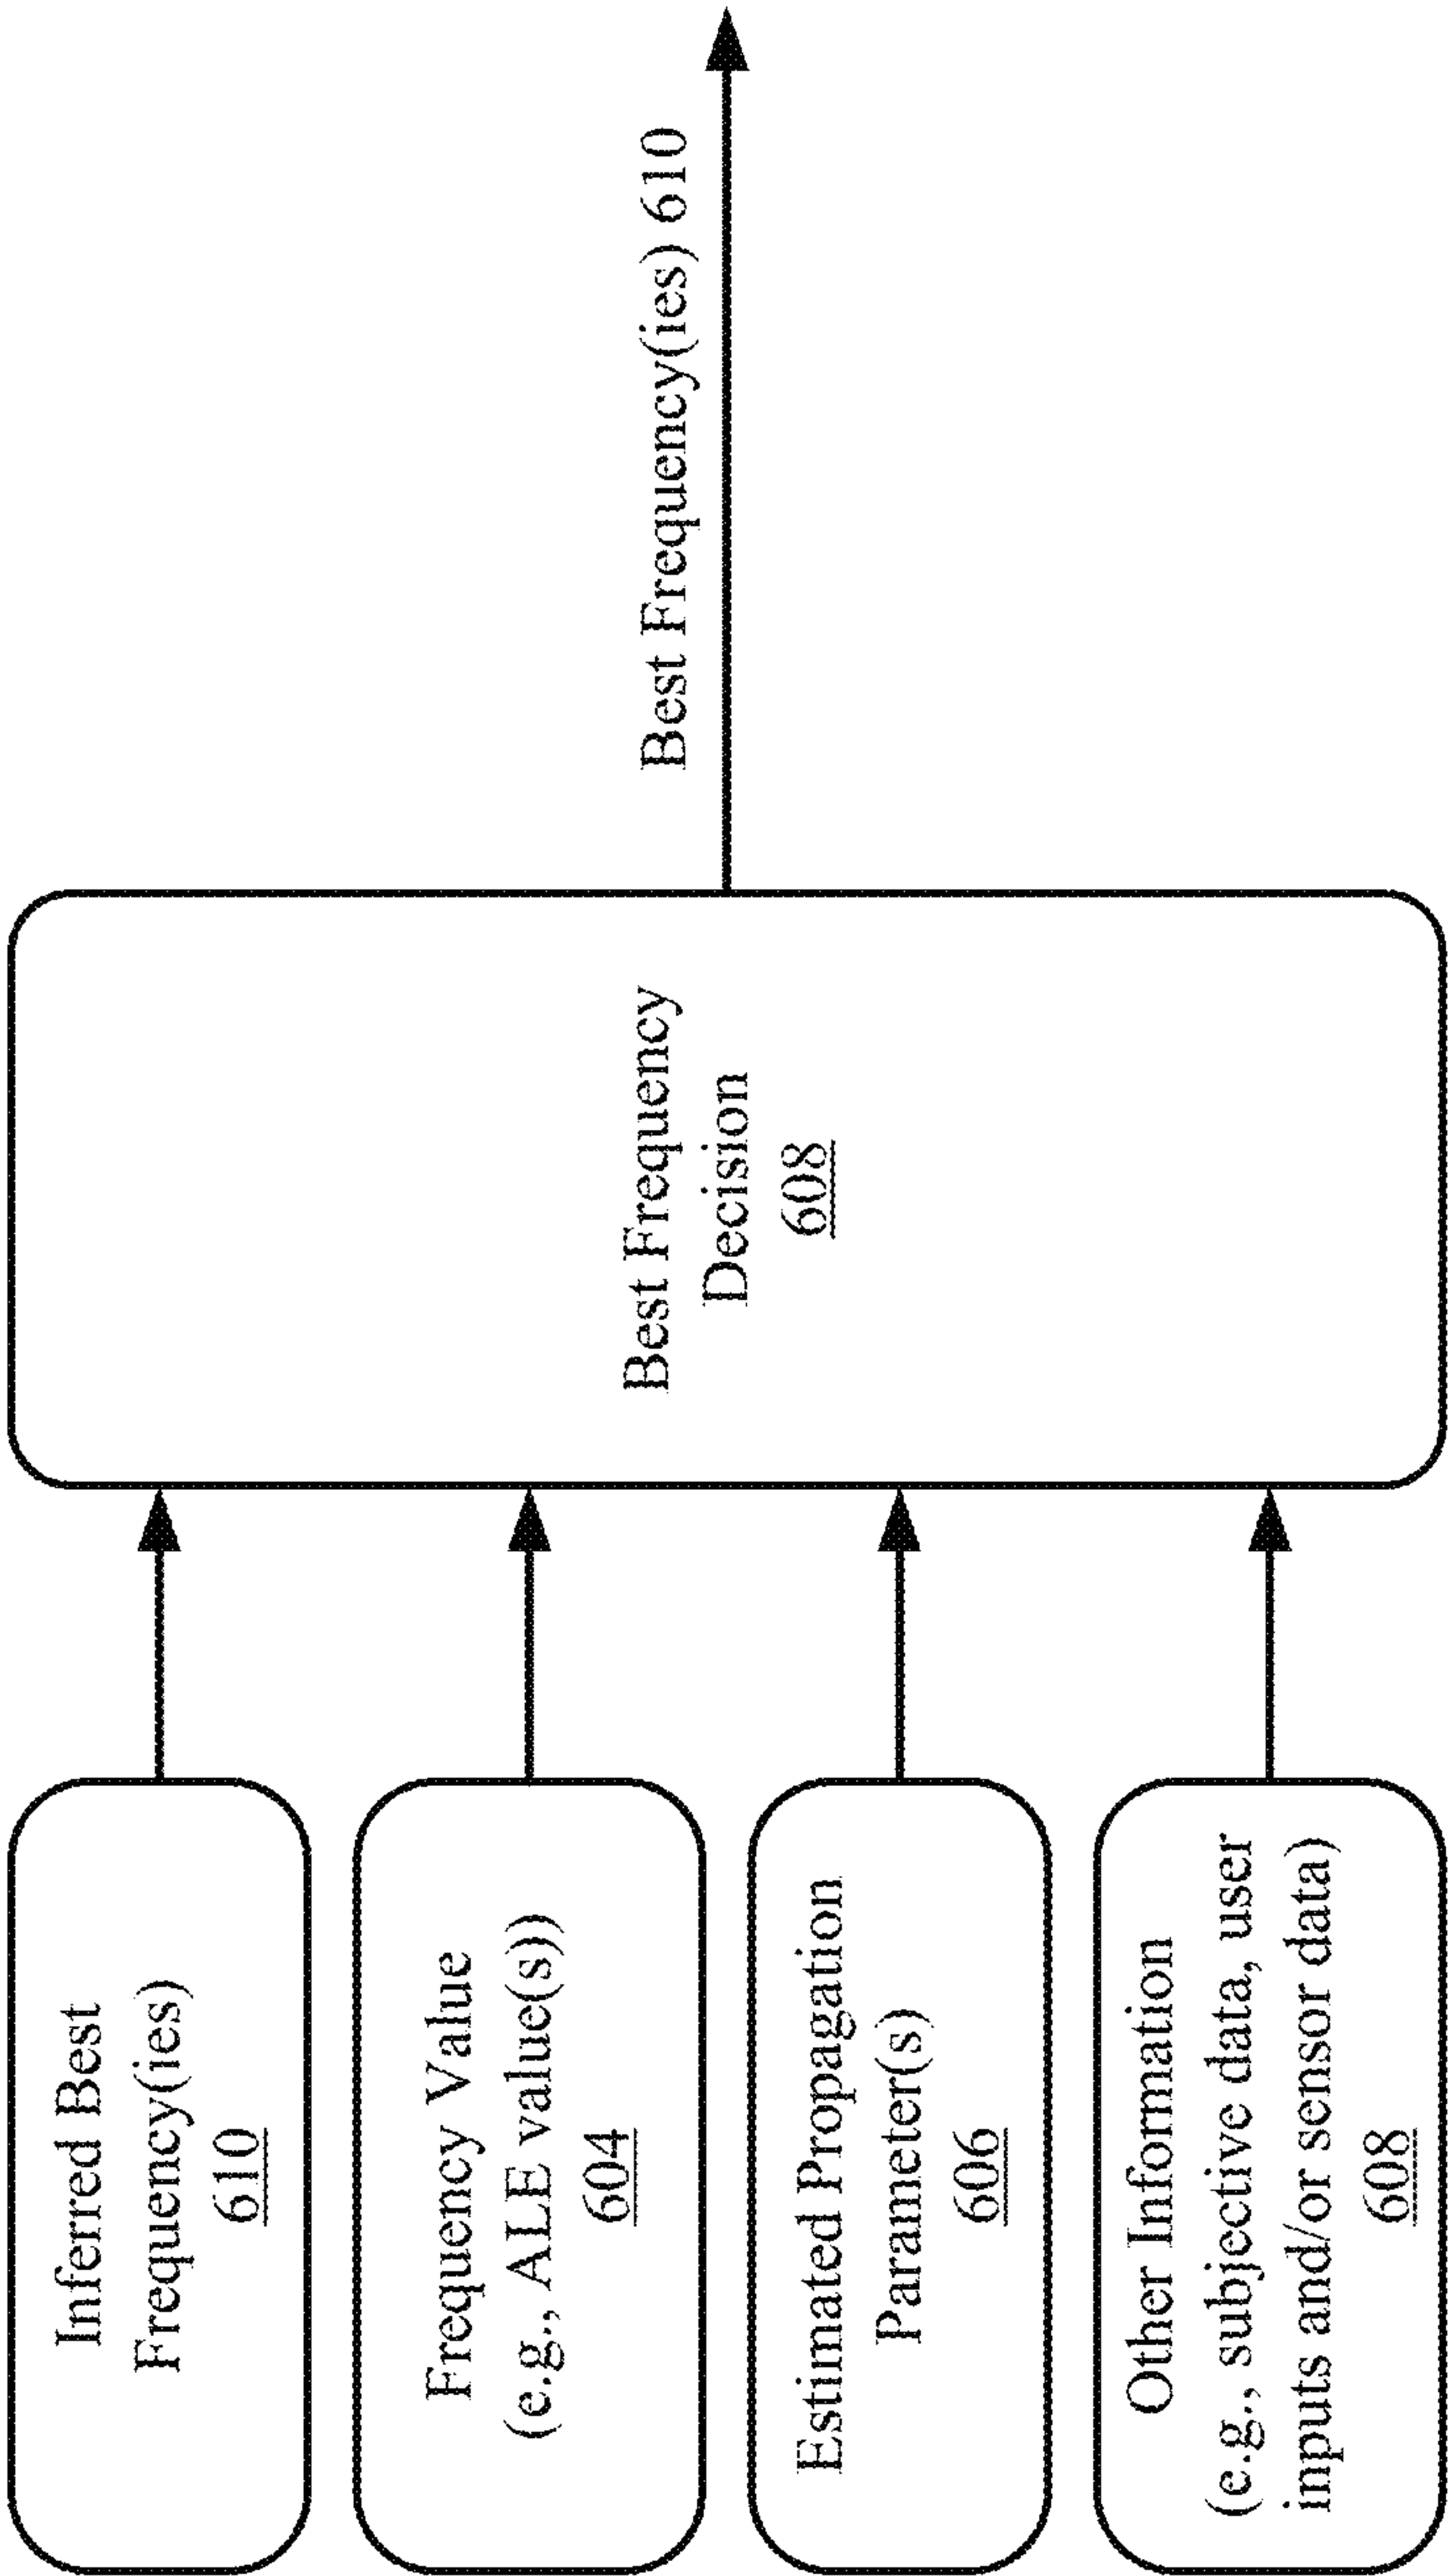 Inferred Best
Frequency(ies)
610
Frequency Value
(e.g., ALE value(s))
604
Estimated Propagation
Parameter(s)
606
Other Information
(e.g., subjective data, user
inputs and/or sensor data)
608
Best Frequency
Decision
608
Best Frequency(ies) 610